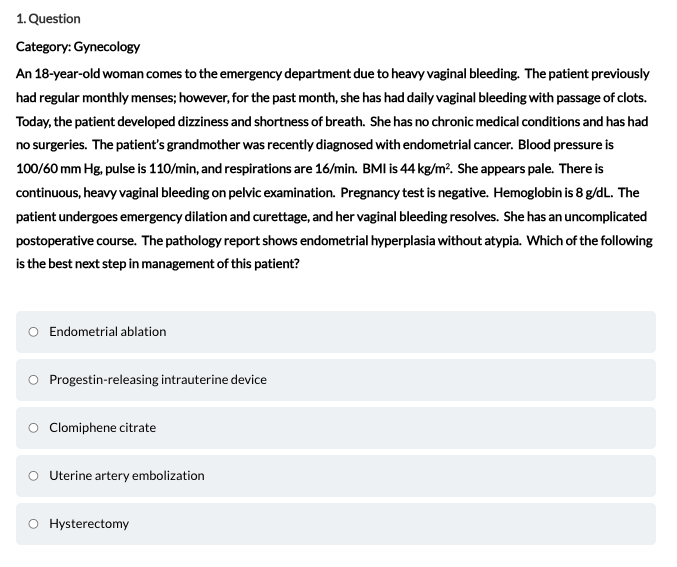 1. Question
Category: Gynecology
An 18-year-old woman comes to the emergency department due to heavy vaginal bleeding.  The patient previously
had regular monthly menses; however, for the past month, she has had daily vaginal bleeding with passage of clots.
Today, the patient developed dizziness and shortness of breath.  She has no chronic medical conditions and has had
no surgeries.  The patient's grandmother was recently diagnosed with endometrial cancer.  Blood pressure is
100/60 mm Hg, pulse is 110/min, and respirations are 16/min.  BMI is 44 kg/m².  She appears pale.  There is
continuous, heavy vaginal bleeding on pelvic examination.  Pregnancy test is negative.  Hemoglobin is 8 g/dL.  The
patient undergoes emergency dilation and curettage, and her vaginal bleeding resolves.  She has an uncomplicated
postoperative course.  The pathology report shows endometrial hyperplasia without atypia.  Which of the following
is the best next step in management of this patient?
Endometrial ablation
Progestin-releasing intrauterine device
Clomiphene citrate
Uterine artery embolization
Hysterectomy